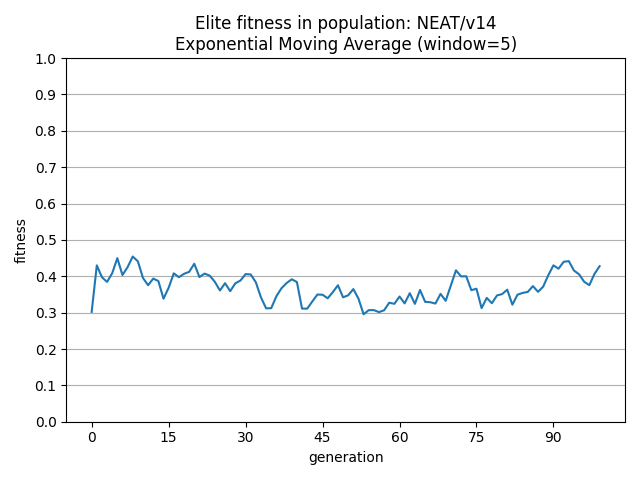 Elite fitness in population: NEAT/v14
Exponential Moving Average (window=5)
1.0
0.9
0.8
0.7
0.6
0.5
0.4
0.3
0.2
0.1
0.0
fitness
0 15 30 45 60 75 90
generation